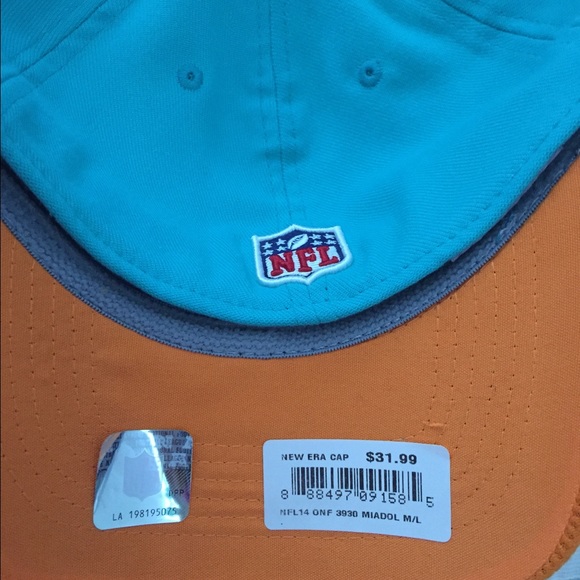 NFL
NEW ERA CAP $31.99
8 88497 09158 5
NFL14 ONF 3930 MIADOL M/L
LA 198195075